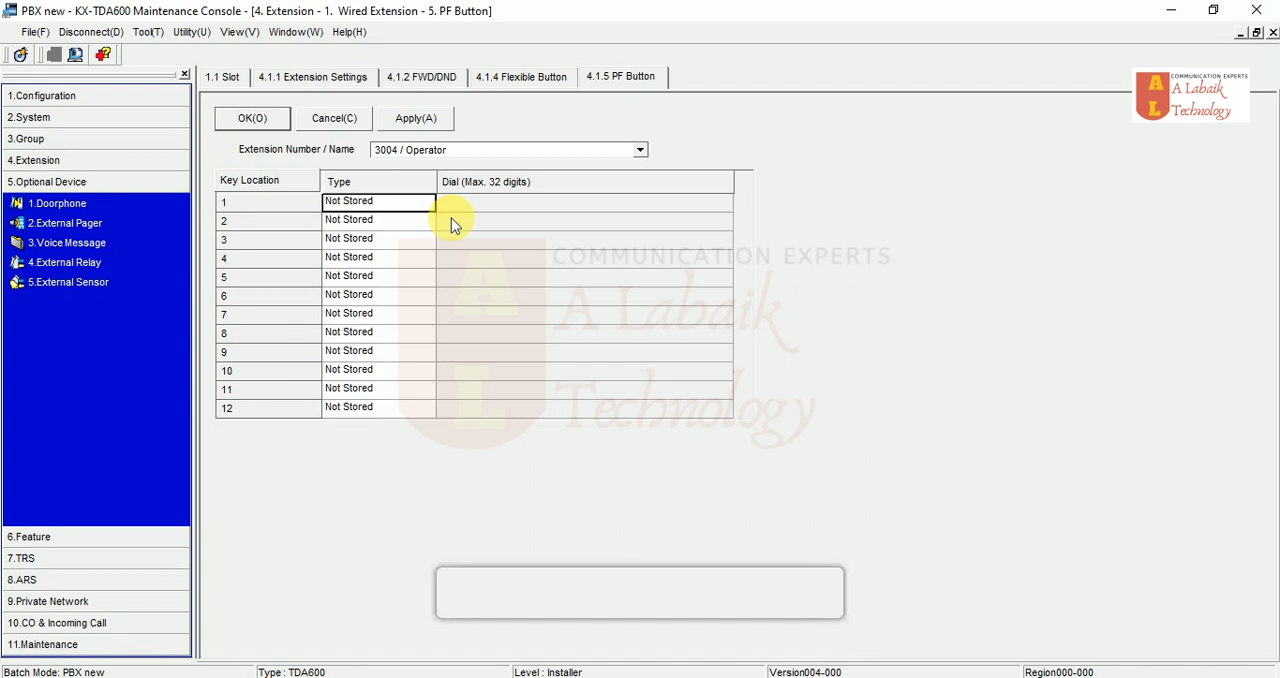 PBX new - KX-TDA600 Maintenance Console - [4. Extension - 1. Wired Extension - 5. PF Button]
File(F) Disconnect(D) Tool(T) Utility(U) View(V) Window(W) Help(H)
1.1 Slot 4.1.1 Extension Settings 4.1.2 FWD/DND 4.1.4 Flexible Button 4.1.5 PF Button
COMMUNICATION EXPERTS
A Labaik
Technology
A
L
1.Configuration
2.System
3.Group
4.Extension
5.Optional Device
1.Doorphone
2.External Pager
3.Voice Message
4.External Relay
5.External Sensor
6.Feature
7.TRS
8.ARS
9.Private Network
10.CO & Incoming Call
11.Maintenance
OK(O) Cancel(C) Apply(A)
Extension Number / Name 3004 / Operator
Key Location Type Dial (Max. 32 digits)
1 Not Stored
2 Not Stored
3 Not Stored
4 Not Stored
5 Not Stored
6 Not Stored
7 Not Stored
8 Not Stored
9 Not Stored
10 Not Stored
11 Not Stored
12 Not Stored
COMMUNICATION EXPERTS
A Labaik
Technology
A
L
Batch Mode: PBX new Type : TDA600 Level : Installer Version004-000 Region000-000